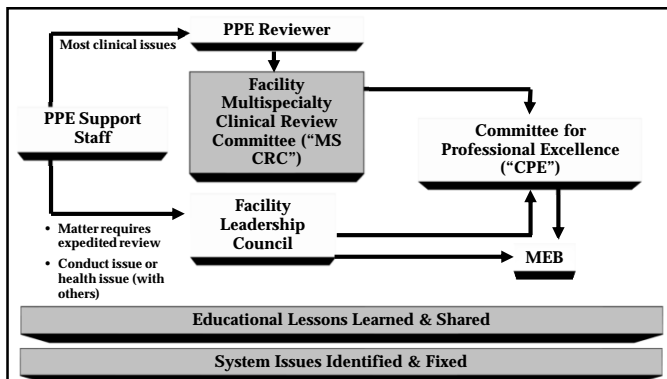 PPE Reviewer
Most clinical issues
Facility
Multispecialty
Clinical Review
Committee ("MS
CRC")
PPE Support
Staff
Committee for
Professional Excellence
("CPE")
Facility
Leadership
Council
• Matter requires
expedited review
• Conduct issue or
health issue (with
others)
MEB
Educational Lessons Learned & Shared
System Issues Identified & Fixed